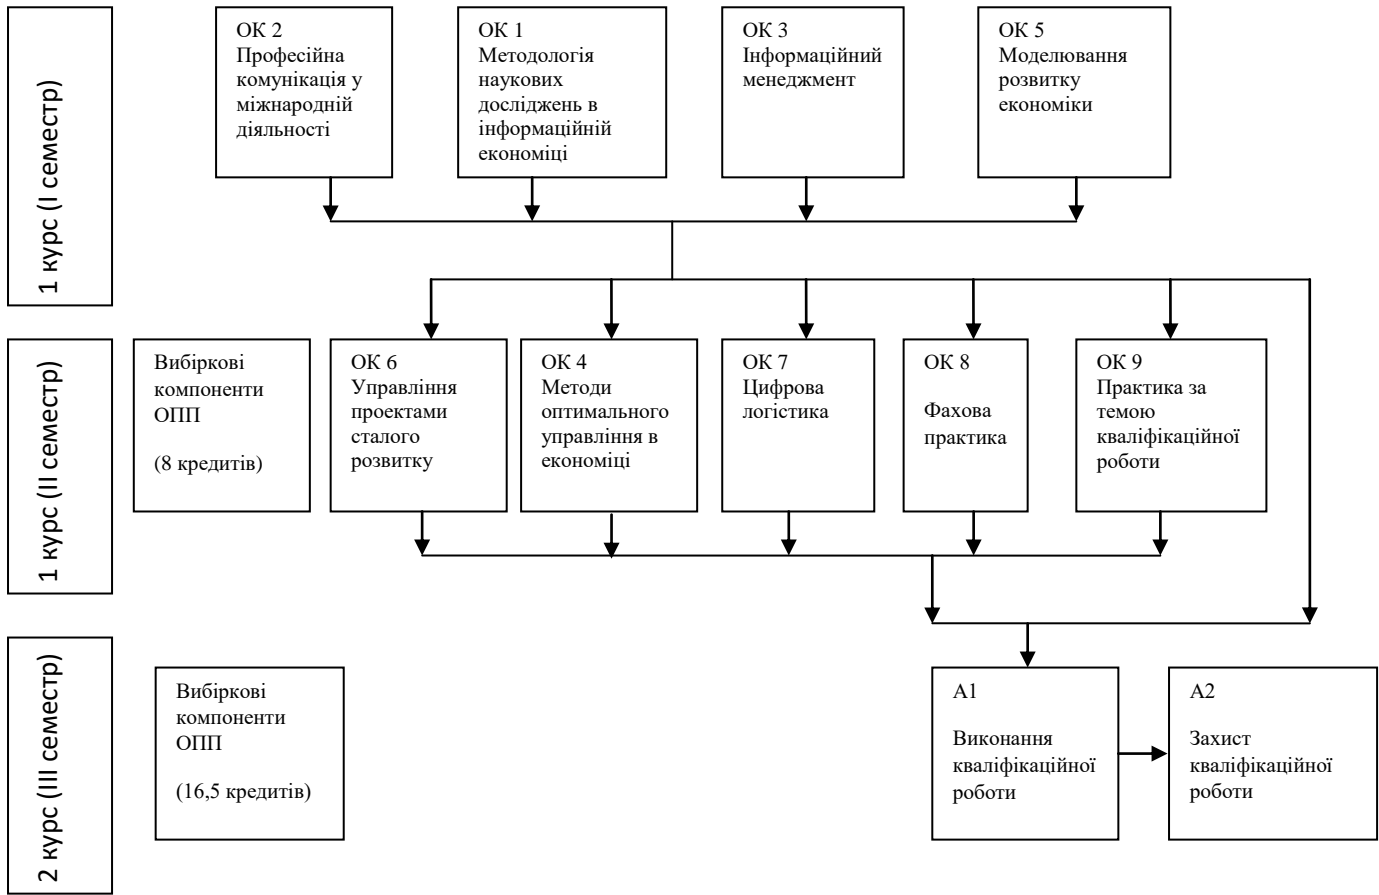 1 курс (І семестр)
ОК 2
Професійна
комунікація у
міжнародній
діяльності
ОК 1
Методологія
наукових
досліджень в
інформаційній
економіці
ОК 3
Інформаційний
менеджмент
ОК 5
Моделювання
розвитку
економіки
1 курс (ІІ семестр)
Вибіркові
компоненти
ОПП
(8 кредитів)
ОК 6
Управління
проектами
сталого
розвитку
ОК 4
Методи
оптимального
управління в
економіці
ОК 7
Цифрова
логістика
ОК 8
Фахова
практика
ОК 9
Практика за
темою
кваліфікаційної
роботи
2 курс (ІІІ семестр)
Вибіркові
компоненти
ОПП
(16,5 кредитів)
А1
Виконання
кваліфікаційної
роботи
А2
Захист
кваліфікаційної
роботи